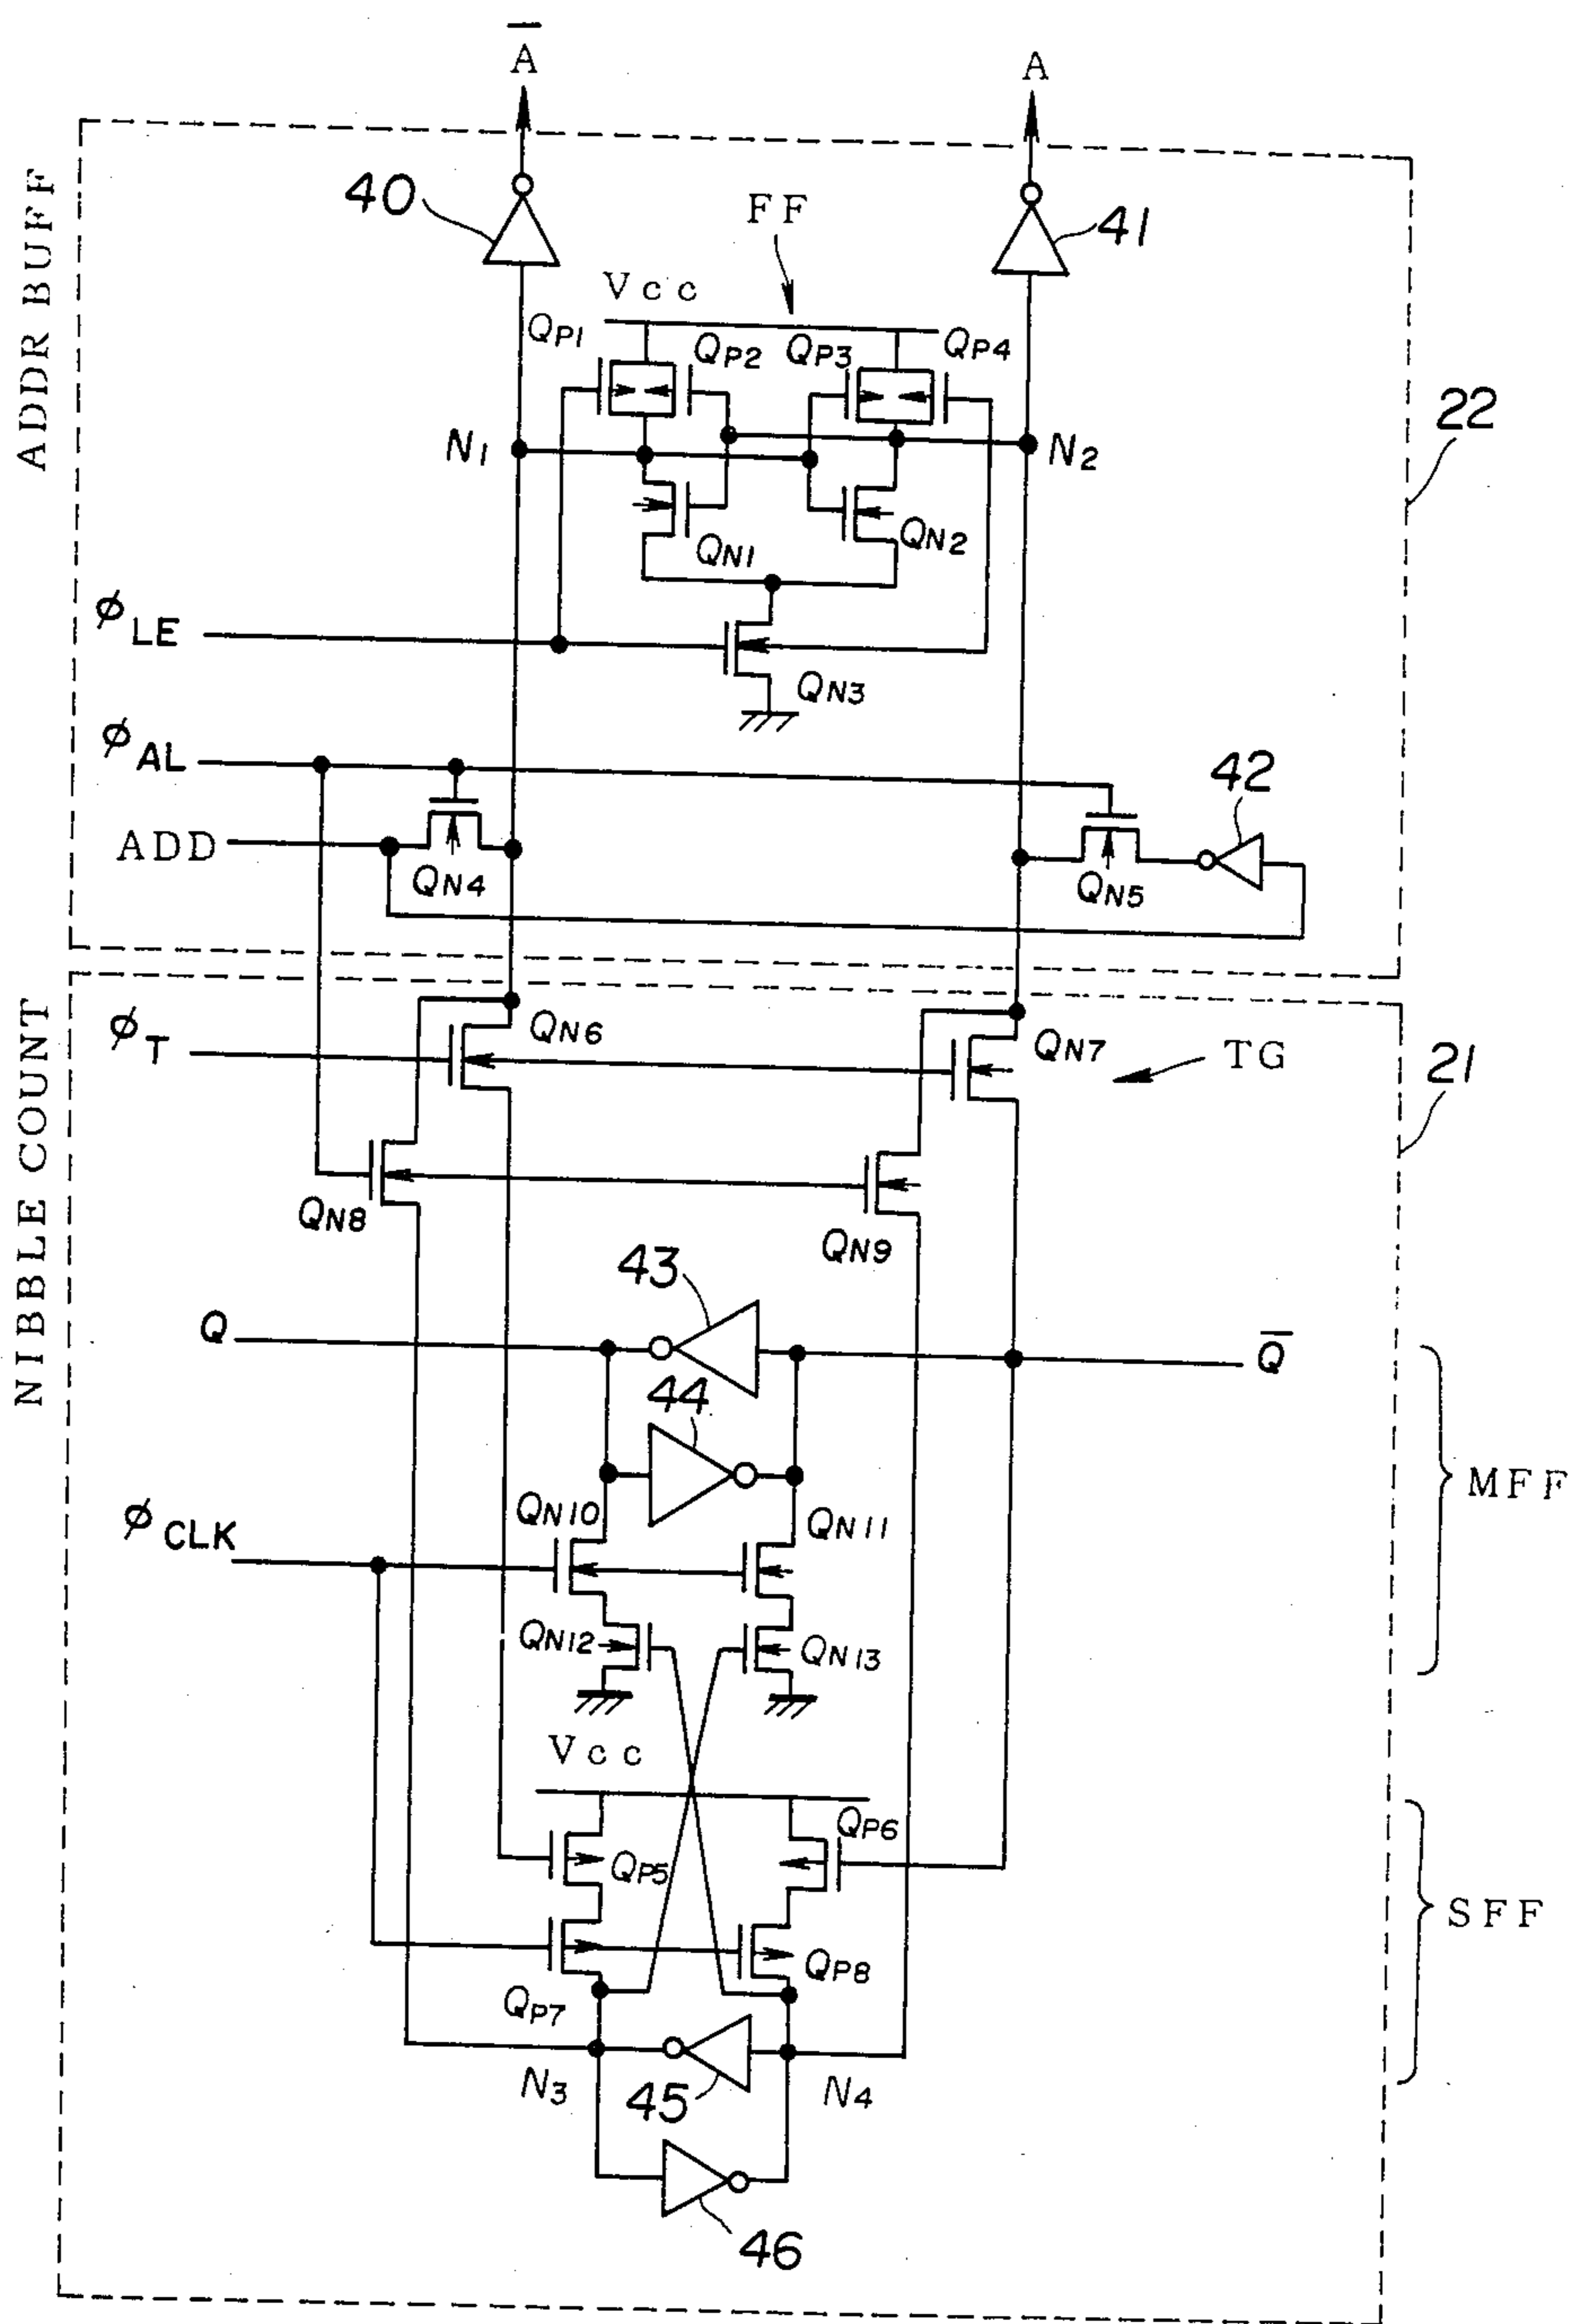 A̅
A
ADDR BUFF
40
FF
41
Vcc
QP1
QP2
QP3
QP4
22
N1
N2
QN1
QN2
φLE
QN3
φAL
42
ADD
QN4
QN5
NIBBLE COUNT
φT
QN6
QN7
TG
21
QN8
QN9
43
Q
Q̅
44
MFF
φCLK
QN10
QN11
QN12
QN13
Vcc
QP5
QP6
SFF
QP7
QP8
N3
45
N4
46